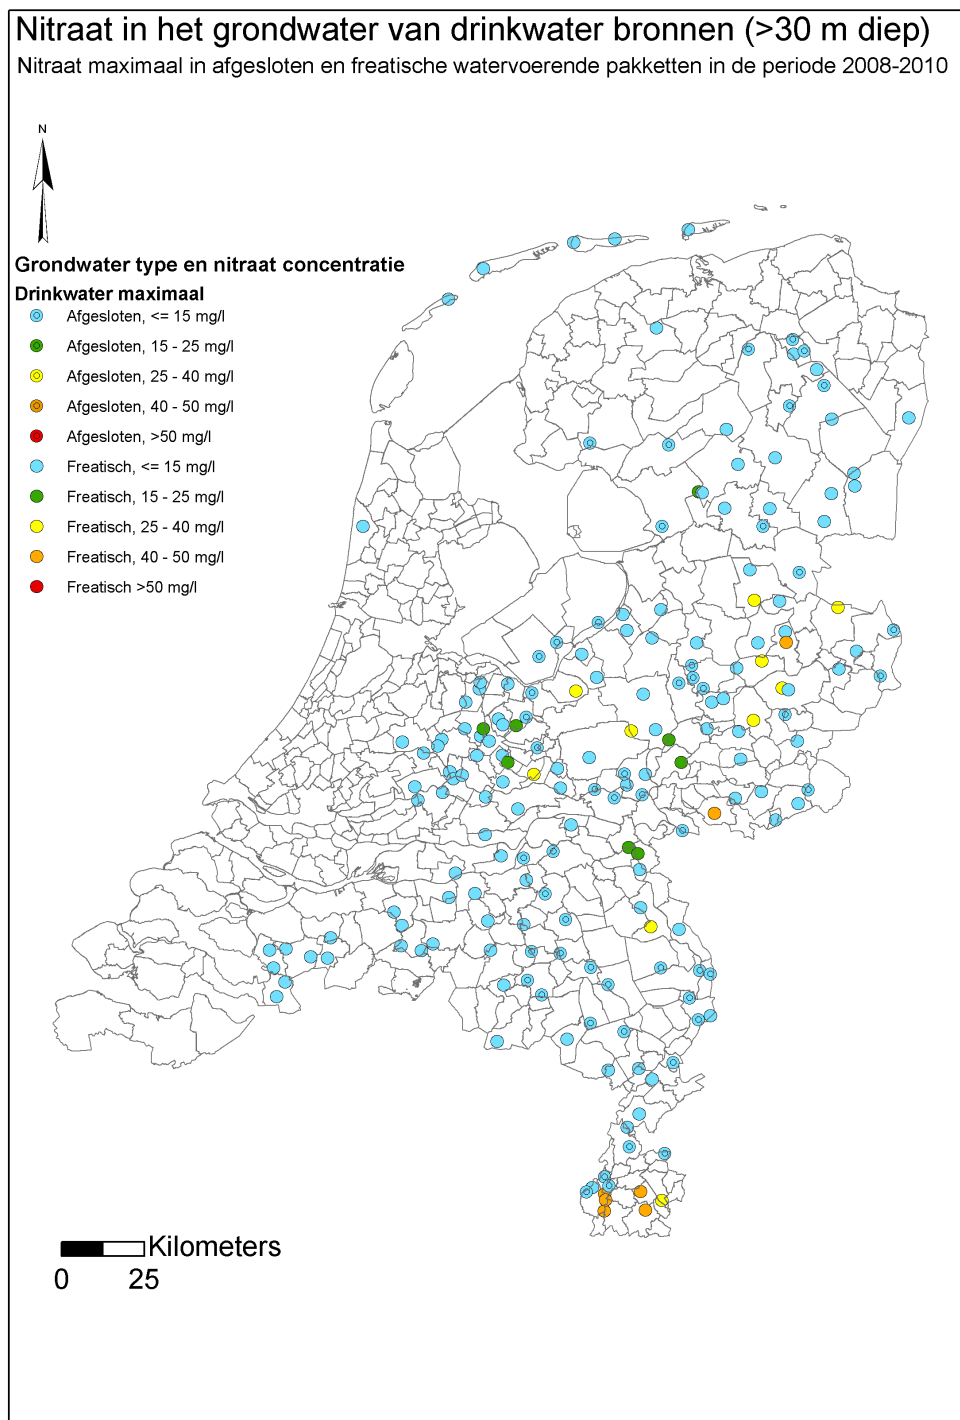 Nitraat in het grondwater van drinkwater bronnen (>30 m diep)
Nitraat maximaal in afgesloten en freatische watervoerende pakketten in de periode 2008-2010
N
Grondwater type en nitraat concentratie
Drinkwater maximaal
Afgesloten, <= 15 mg/l
Afgesloten, 15 - 25 mg/l
Afgesloten, 25 - 40 mg/l
Afgesloten, 40 - 50 mg/l
Afgesloten, >50 mg/l
Freatisch, <= 15 mg/l
Freatisch, 15 - 25 mg/l
Freatisch, 25 - 40 mg/l
Freatisch, 40 - 50 mg/l
Freatisch >50 mg/l
Kilometers
0 25